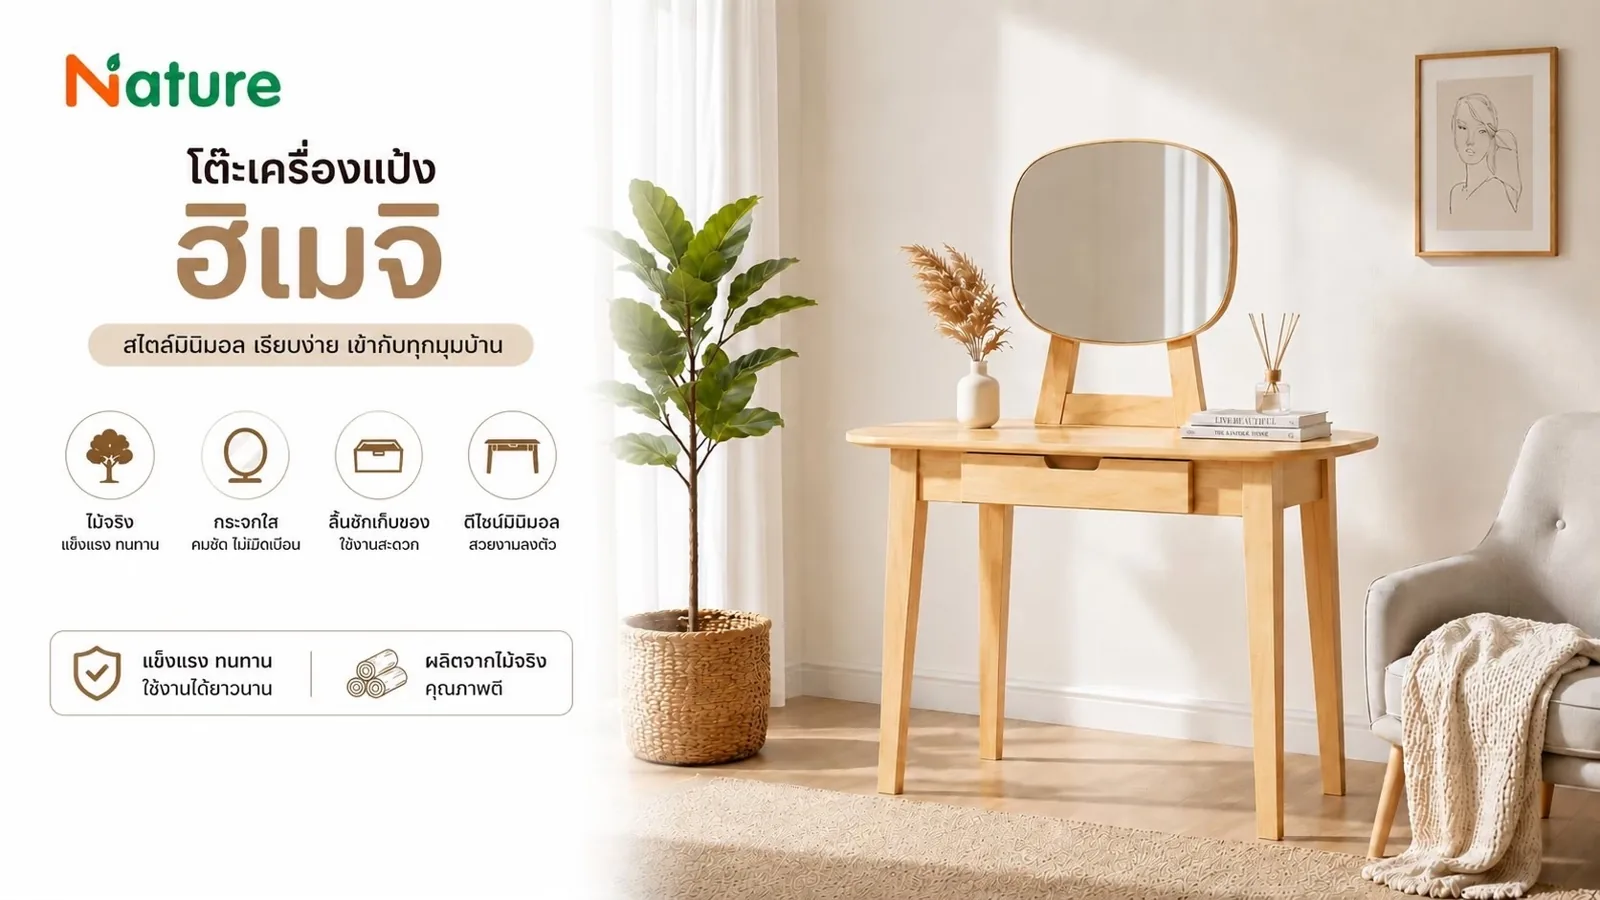 Nature
โต๊ะเครื่องแป้ง
ฮิเมจิ
สไตล์มินิมอล เรียบง่าย เข้ากับทุกมุมบ้าน
ไม้จริง
แข็งแรง ทนทาน
กระจกใส
คมชัด ไม่บิดเบือน
ลิ้นชักเก็บของ
ใช้งานสะดวก
ดีไซน์มินิมอล
สวยงามลงตัว
แข็งแรง ทนทาน
ใช้งานได้ยาวนาน
ผลิตจากไม้จริง
คุณภาพดี
LIVE BEAUTIFUL